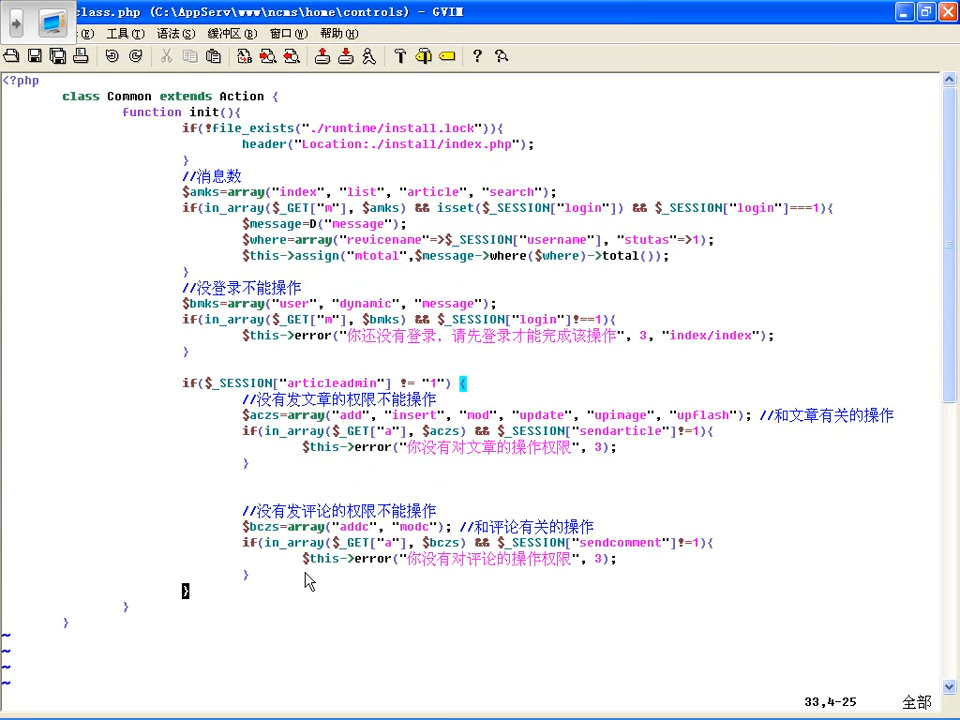 class.php (C:\AppServ\www\ncms\home\controls) - GVIM
(E) 工具(T) 语法(S) 缓冲区(B) 窗口(W) 帮助(H)
<?php
class Common extends Action {
function init(){
if(!file_exists("./runtime/install.lock")){
header("Location:./install/index.php");
}
//消息数
$amks=array("index", "list", "article", "search");
if(in_array($_GET["m"], $amks) && isset($_SESSION["login"]) && $_SESSION["login"]===1){
$message=D("message");
$where=array("revicename"=>$_SESSION["username"], "stutas"=>1);
$this->assign("mtotal",$message->where($where)->total());
}
//没登录不能操作
$bmks=array("user", "dynamic", "message");
if(in_array($_GET["m"], $bmks) && $_SESSION["login"]!==1){
$this->error("你还没有登录, 请先登录才能完成该操作", 3, "index/index");
}
if($_SESSION["articleadmin"] != "1") {
//没有发文章的权限不能操作
$aczs=array("add", "insert", "mod", "update", "upimage", "upflash"); //和文章有关的操作
if(in_array($_GET["a"], $aczs) && $_SESSION["sendarticle"]!=1){
$this->error("你没有对文章的操作权限", 3);
}
//没有发评论的权限不能操作
$bczs=array("addc", "modc"); //和评论有关的操作
if(in_array($_GET["a"], $bczs) && $_SESSION["sendcomment"]!=1){
$this->error("你没有对评论的操作权限", 3);
}
}
}
}
~
~
~
~
33,4-25 全部